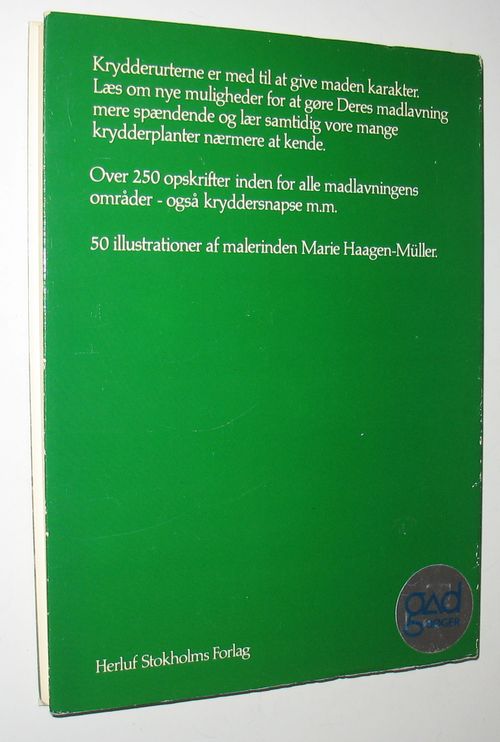 Krydderurterne er med til at give maden karakter.
Læs om nye muligheder for at gøre Deres madlavning
mere spændende og lær samtidig vore mange
krydderplanter nærmere at kende.
Over 250 opskrifter inden for alle madlavningens
områder - også kryddersnapse m.m.
50 illustrationer af malerinden Marie Haagen-Müller.
gad
BØGER
Herluf Stokholms Forlag